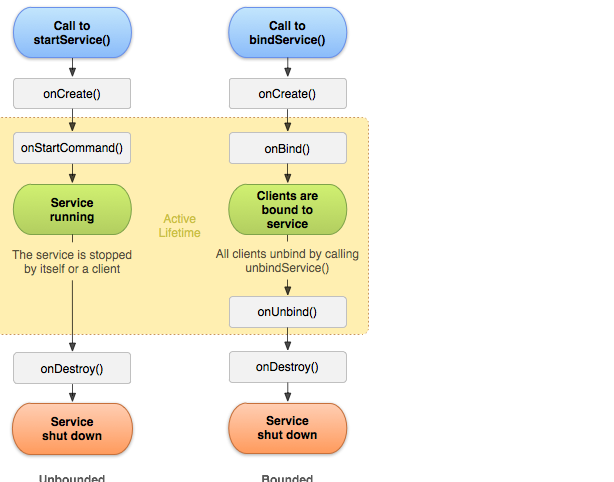 Call to
startService()
onCreate()
onStartCommand()
Service
running
The service is stopped
by itself or a client
onDestroy()
Service
shut down
Unbounded
Active
Lifetime
Call to
bindService()
onCreate()
onBind()
Clients are
bound to
service
All clients unbind by calling
unbindService()
onUnbind()
onDestroy()
Service
shut down
Bounded